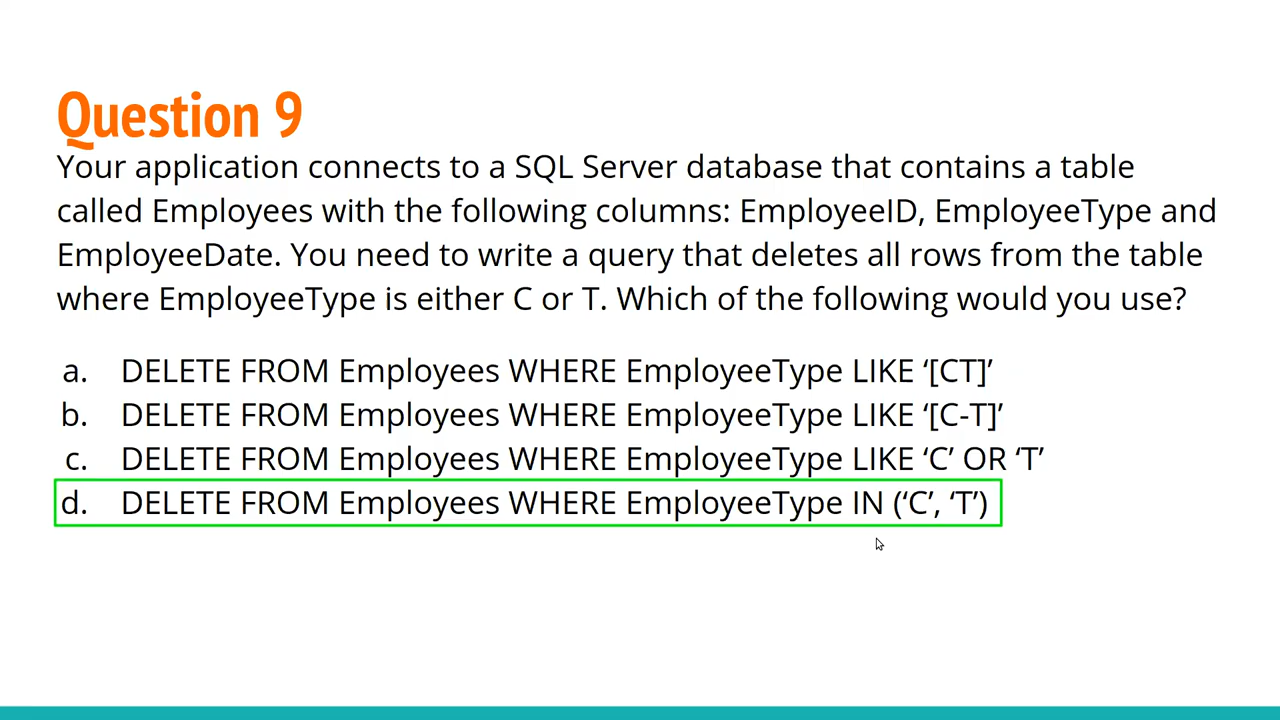 Question 9
Your application connects to a SQL Server database that contains a table
called Employees with the following columns: EmployeeID, EmployeeType and
EmployeeDate. You need to write a query that deletes all rows from the table
where EmployeeType is either C or T. Which of the following would you use?
a. DELETE FROM Employees WHERE EmployeeType LIKE ‘[CT]’
b. DELETE FROM Employees WHERE EmployeeType LIKE ‘[C-T]’
c. DELETE FROM Employees WHERE EmployeeType LIKE ‘C’ OR ‘T’
d. DELETE FROM Employees WHERE EmployeeType IN (‘C’, ‘T’)